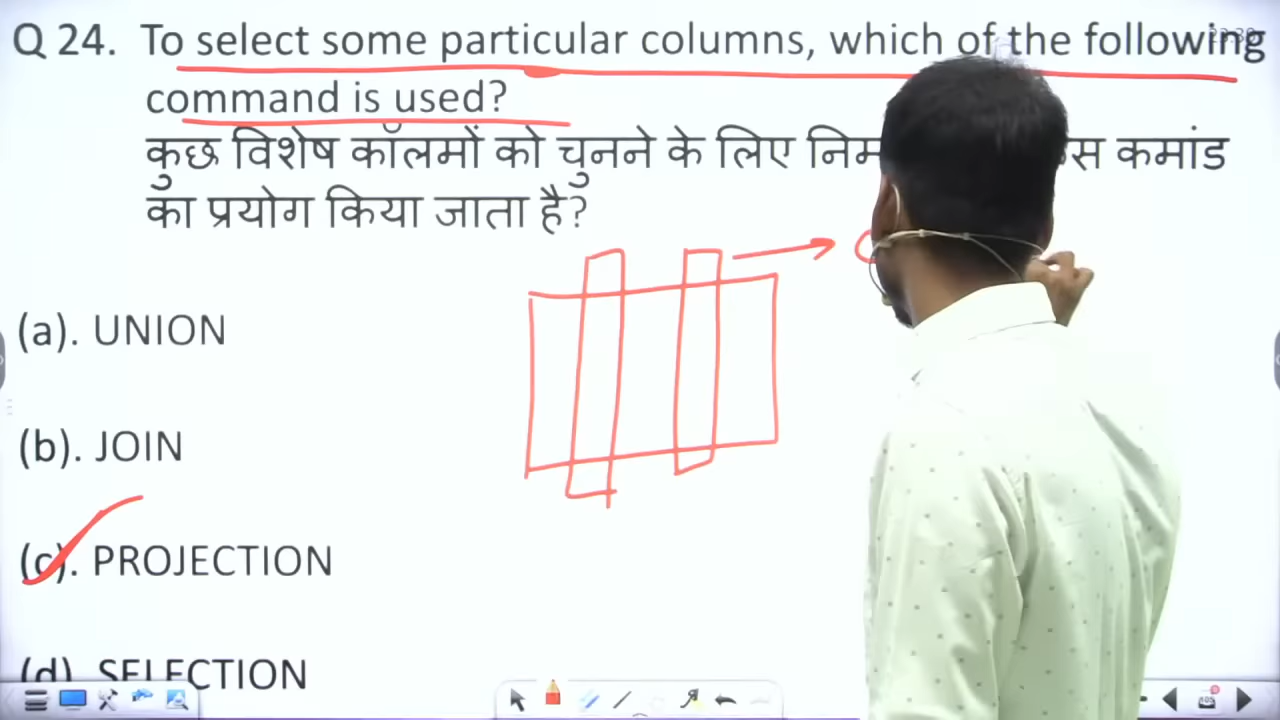 Q 24. To select some particular columns, which of the following
command is used?
कुछ विशेष कॉलमों को चुनने के लिए कमांड
का प्रयोग किया जाता है?
(a). UNION
(b). JOIN
(c). PROJECTION
(d). SELECTION